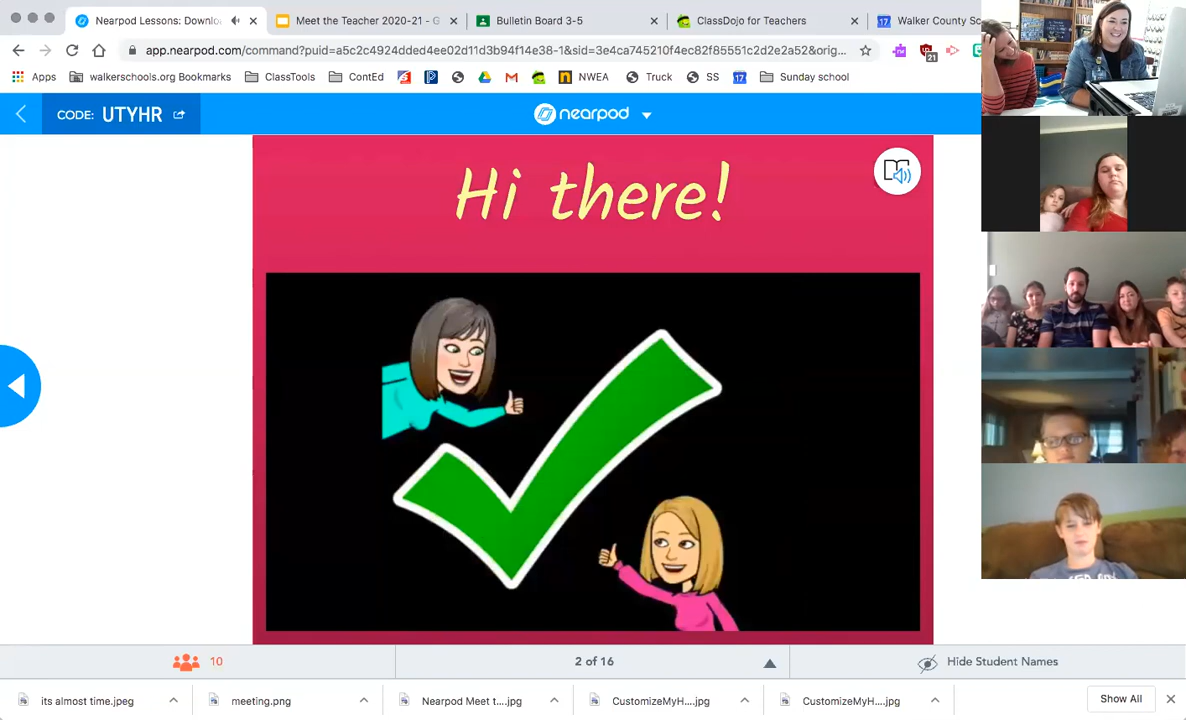 Nearpod Lessons: Downlo
Meet the Teacher 2020-21 - G
Bulletin Board 3-5
ClassDojo for Teachers
Walker County Sc
app.nearpod.com/command?puid=a5c2c4924dded4ee02d11d3b94f14e38-1&sid=3e4ca745210f4ec82f85551c2d2e2a52&orig...
21
Apps
walkerschools.org Bookmarks
ClassTools
ContEd
NWEA
Truck
SS
17
Sunday school
CODE: UTYHR
nearpod
Hi there!
10
2 of 16
Hide Student Names
its almost time.jpeg
meeting.png
Nearpod Meet t....jpg
CustomizeMyH....jpg
CustomizeMyH....jpg
Show All